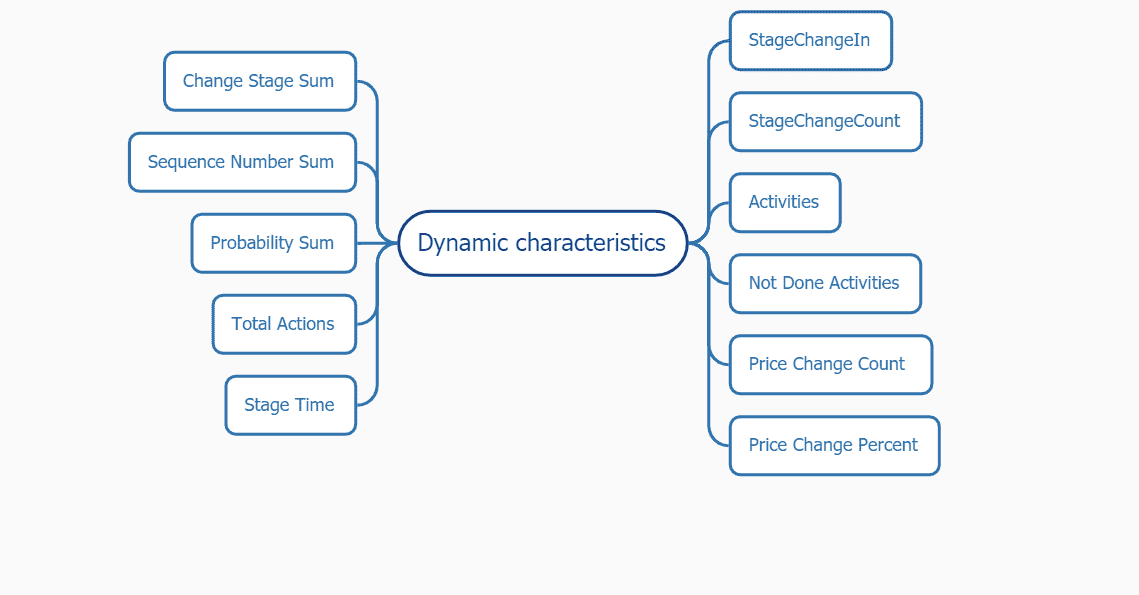 Dynamic characteristics
Change Stage Sum
Sequence Number Sum
Probability Sum
Total Actions
Stage Time
StageChangeIn
StageChangeCount
Activities
Not Done Activities
Price Change Count
Price Change Percent